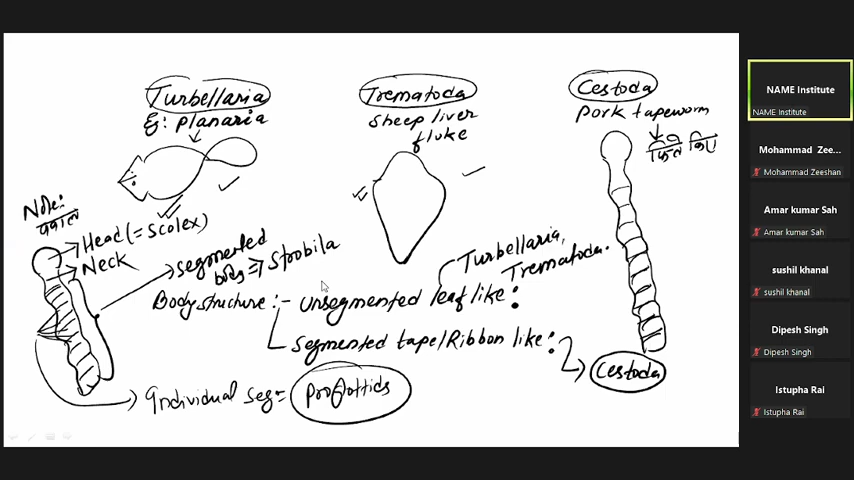 Turbellaria
Eg: planaria
Trematoda
Sheep liver
fluke
Cestoda
Pork tapeworm
Note:
Head (= Scolex)
Neck
segmented
body => Strobila
Body structure :- Unsegmented leaf like :
Turbellaria,
Trematoda.
Segmented tape/Ribbon like :
Cestoda
Individual seg =
Proglottids
NAME Institute
NAME Institute
Mohammad Zee...
Mohammad Zeeshan
Amar kumar Sah
Amar kumar Sah
sushil khanal
sushil khanal
Dipesh Singh
Dipesh Singh
Istupha Rai
Istupha Rai